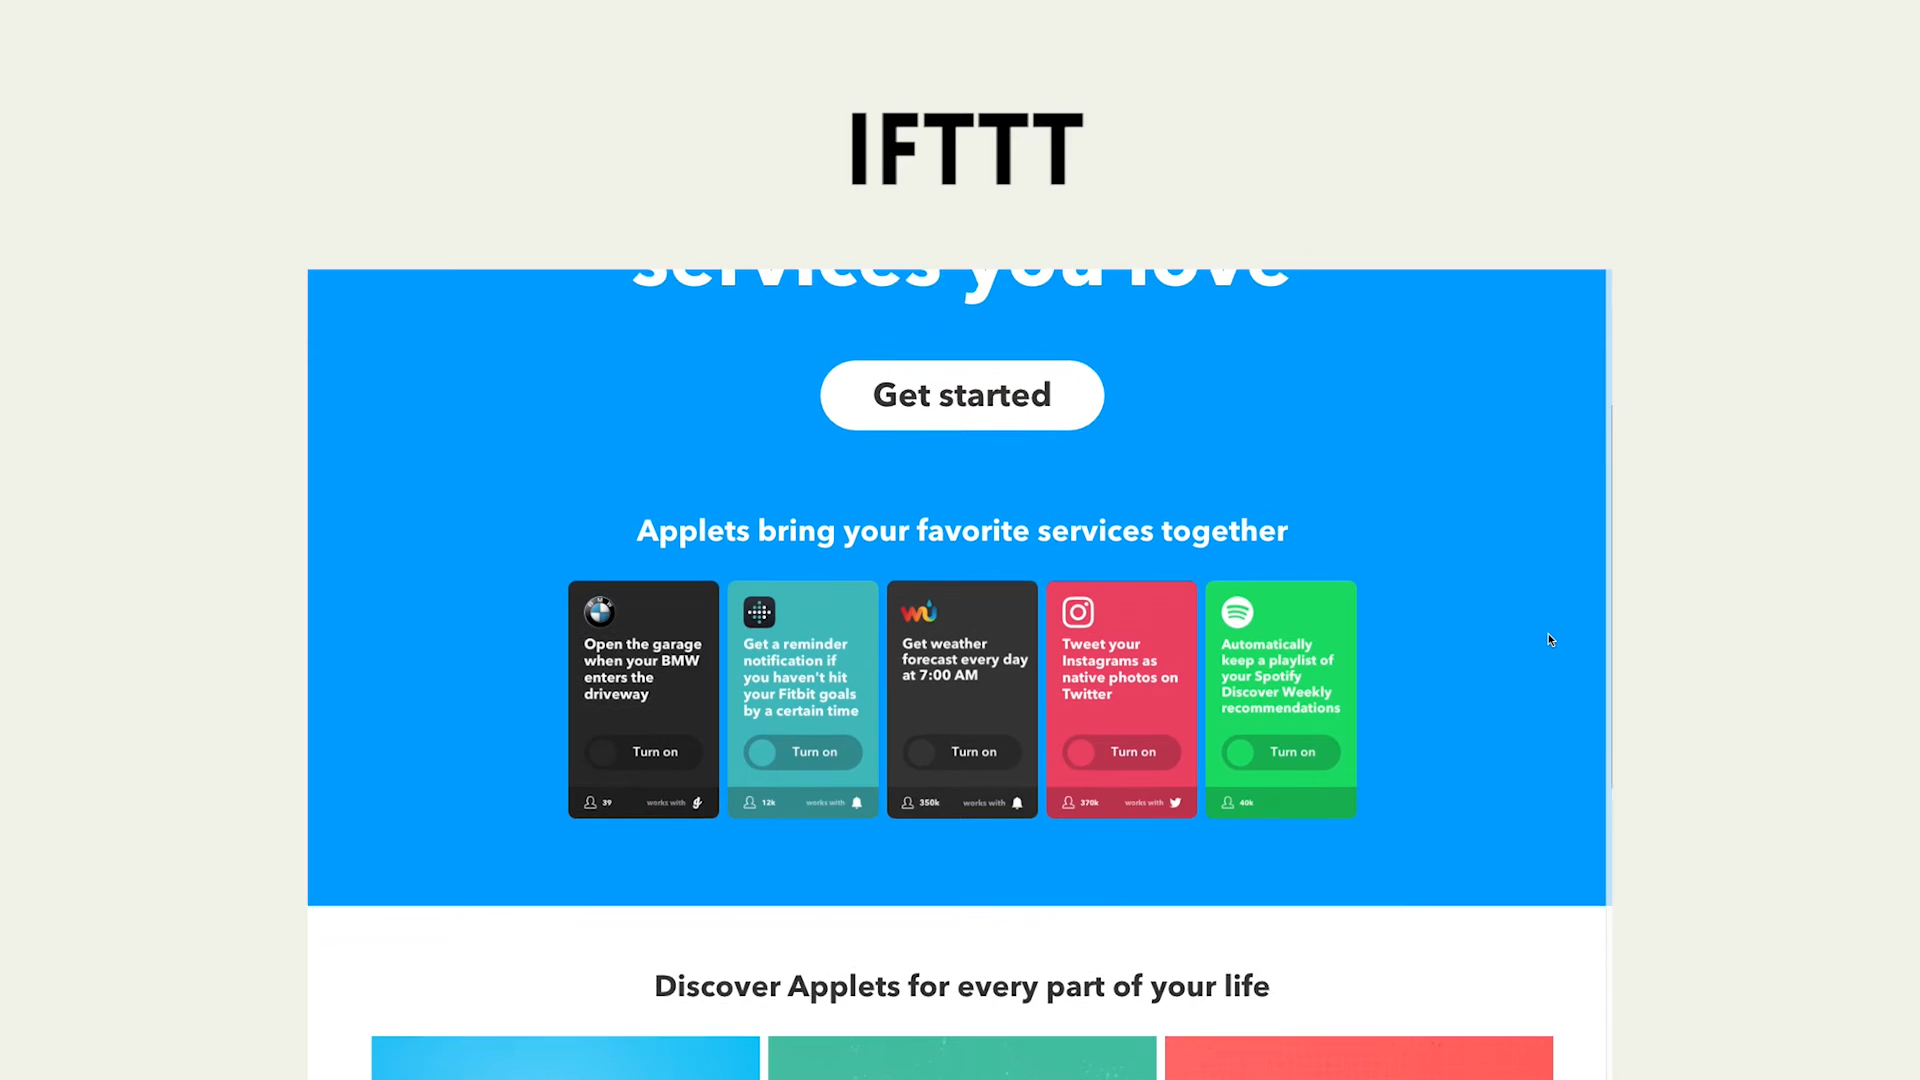 IFTTT
services you love
Get started
Applets bring your favorite services together
Open the garage
when your BMW
enters the
driveway
Turn on
39 works with
Get a reminder
notification if
you haven't hit
your Fitbit goals
by a certain time
Turn on
12k works with
Get weather
forecast every day
at 7:00 AM
Turn on
350k works with
Tweet your
Instagrams as
native photos on
Twitter
Turn on
370k works with
Automatically
keep a playlist of
your Spotify
Discover Weekly
recommendations
Turn on
40k
Discover Applets for every part of your life